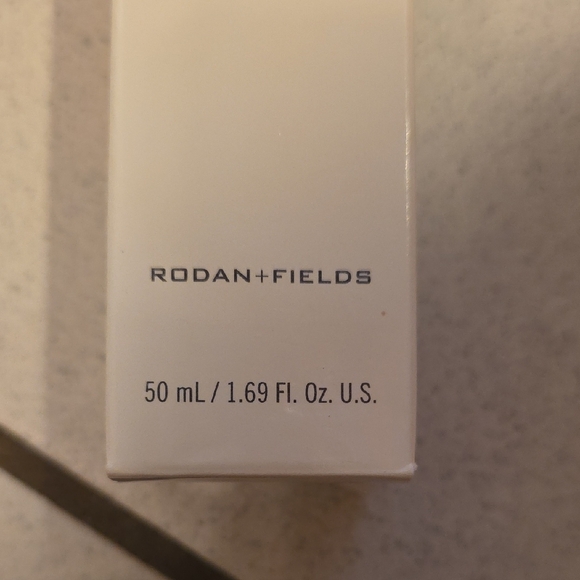 RODAN+FIELDS
50 mL / 1.69 Fl. Oz. U.S.